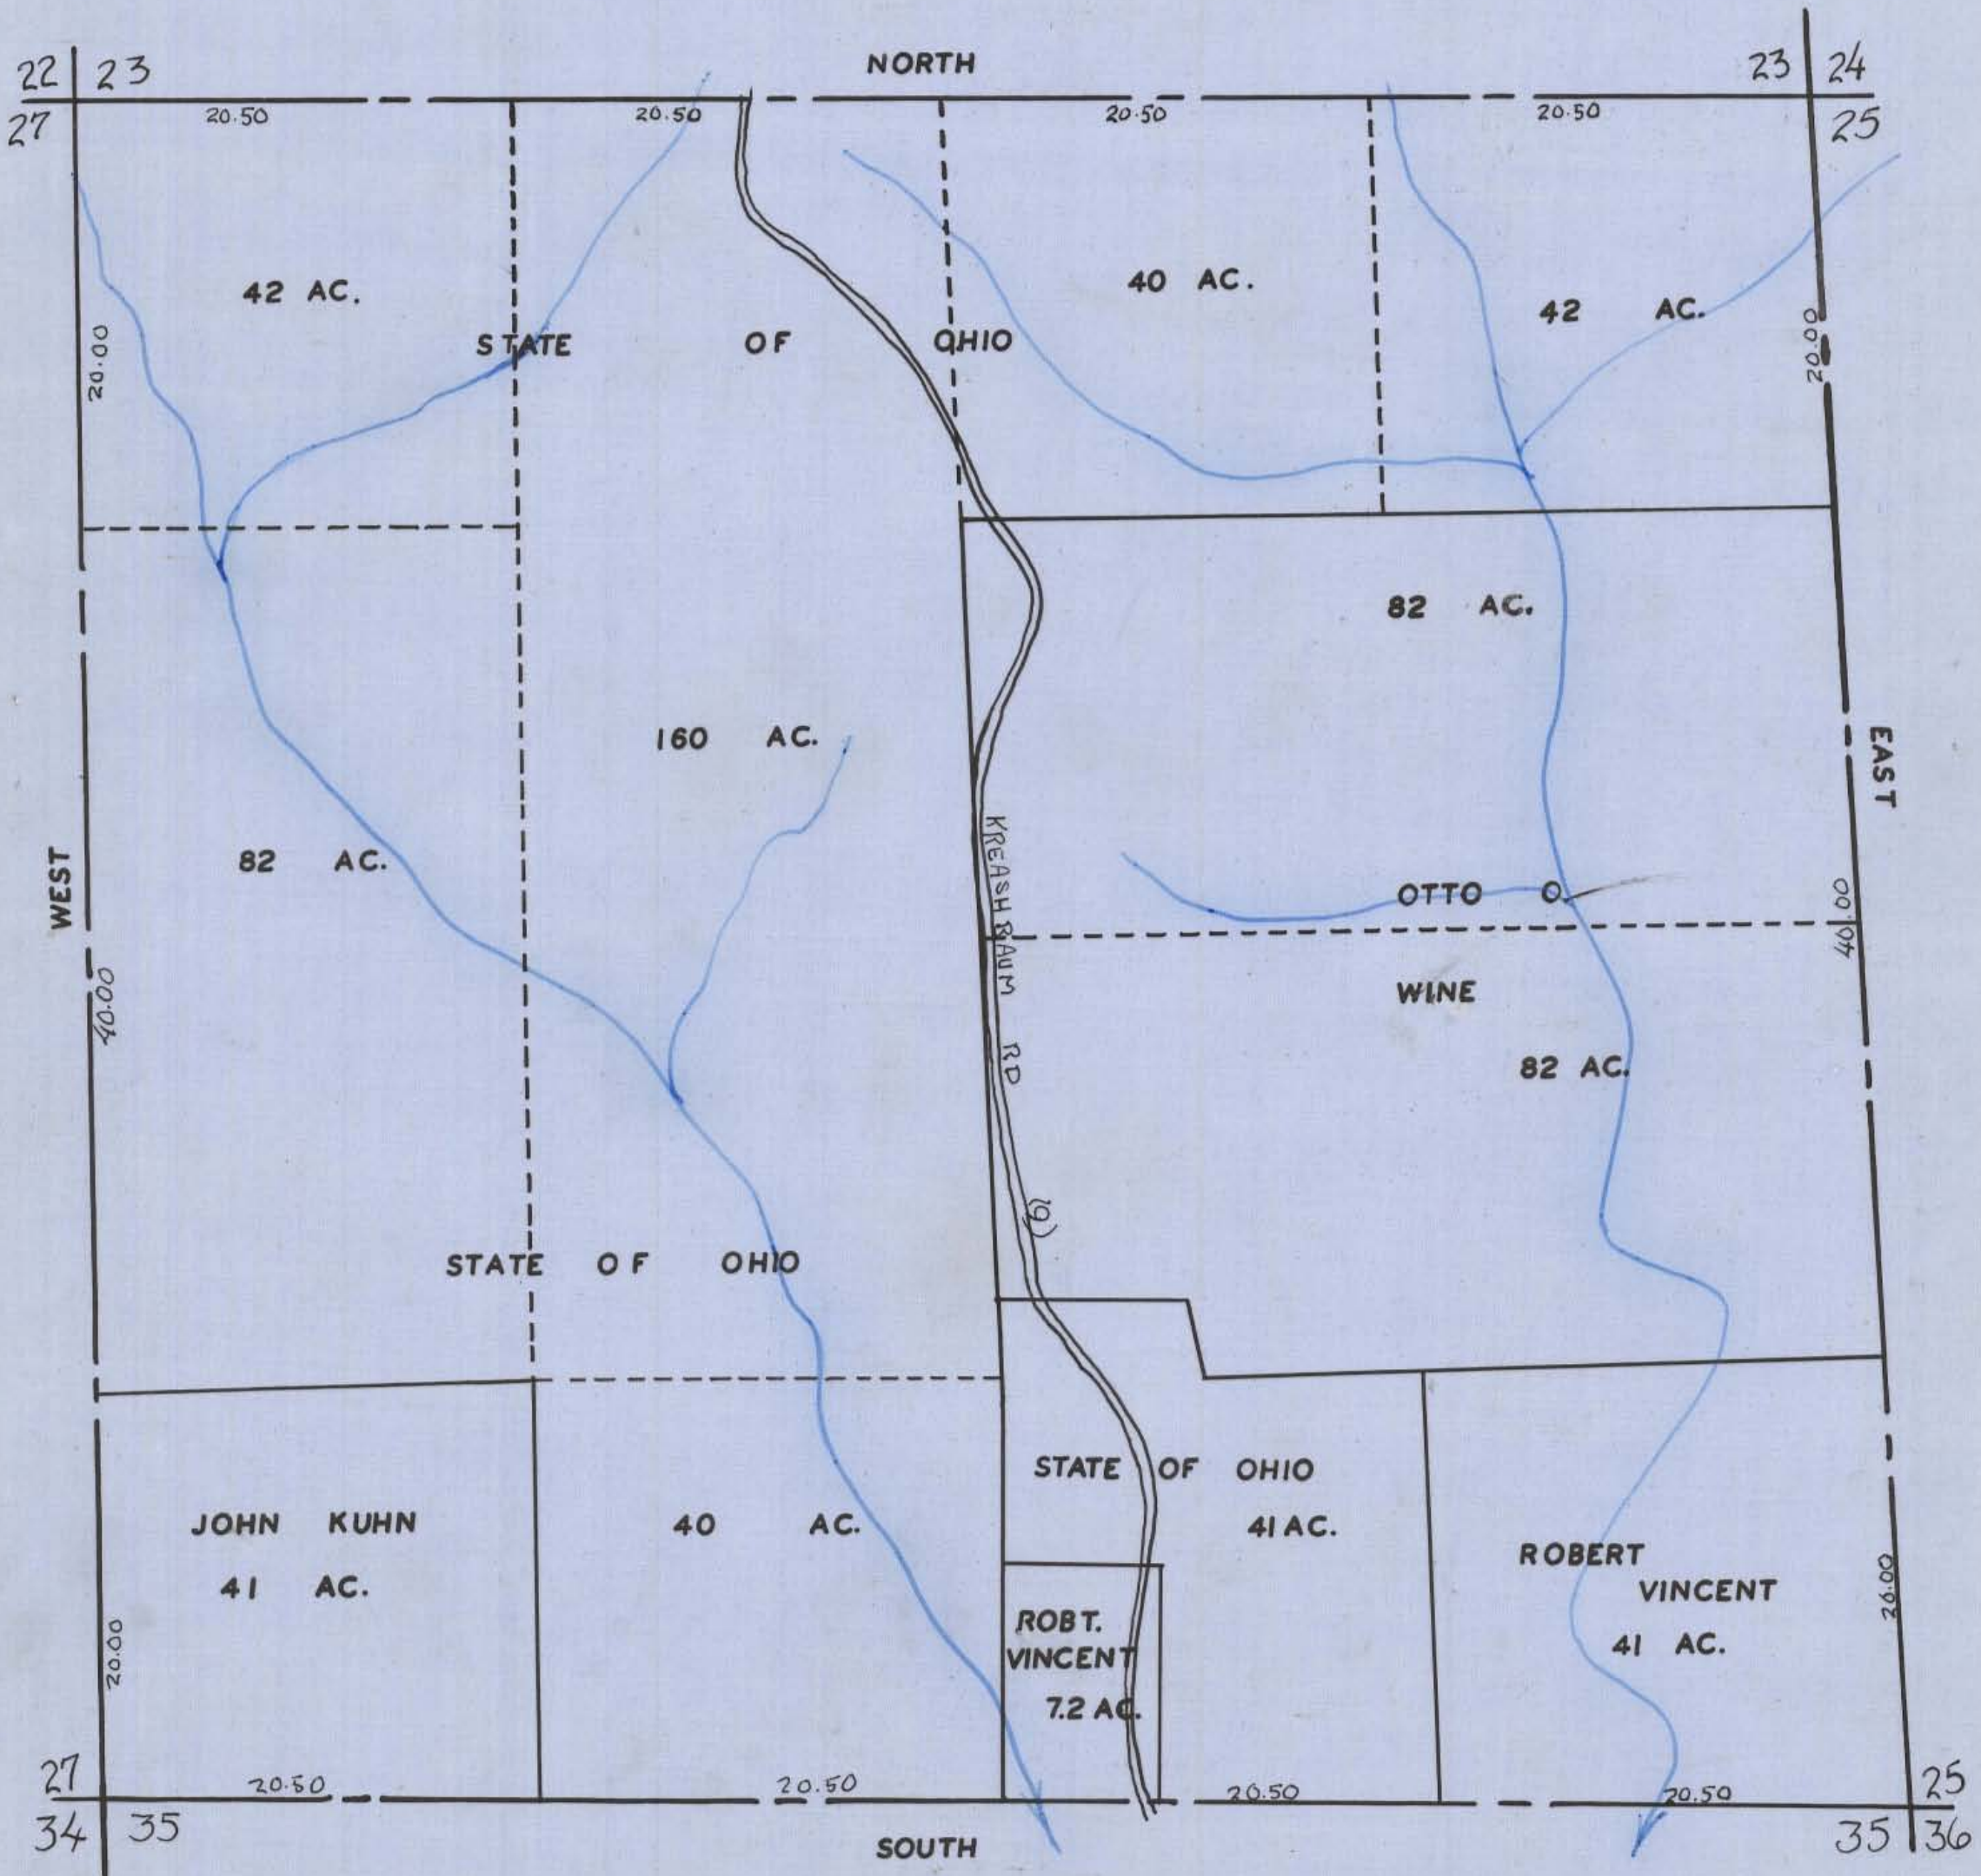 NORTH
22 23
23 24
27
25
20.50 20.50 20.50 20.50
42 AC.
40 AC.
42 AC.
STATE OF OHIO
20.00
20.00
82 AC.
160 AC.
EAST
WEST
82 AC.
KREASHBAUM RD
OTTO O.
40.00
WINE
40.00
82 AC.
(9)
STATE OF OHIO
STATE OF OHIO
41 AC.
JOHN KUHN
41 AC.
40 AC.
ROBERT
VINCENT
41 AC.
ROBT.
VINCENT
7.2 AC.
20.00
20.50 20.50 20.50 20.50
27
25
34 35
35 36
SOUTH